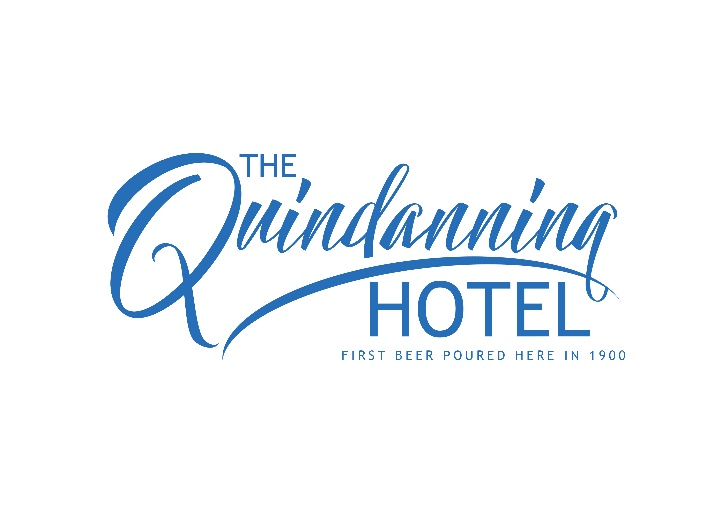 THE
Quindanning
HOTEL
FIRST BEER POURED HERE IN 1900